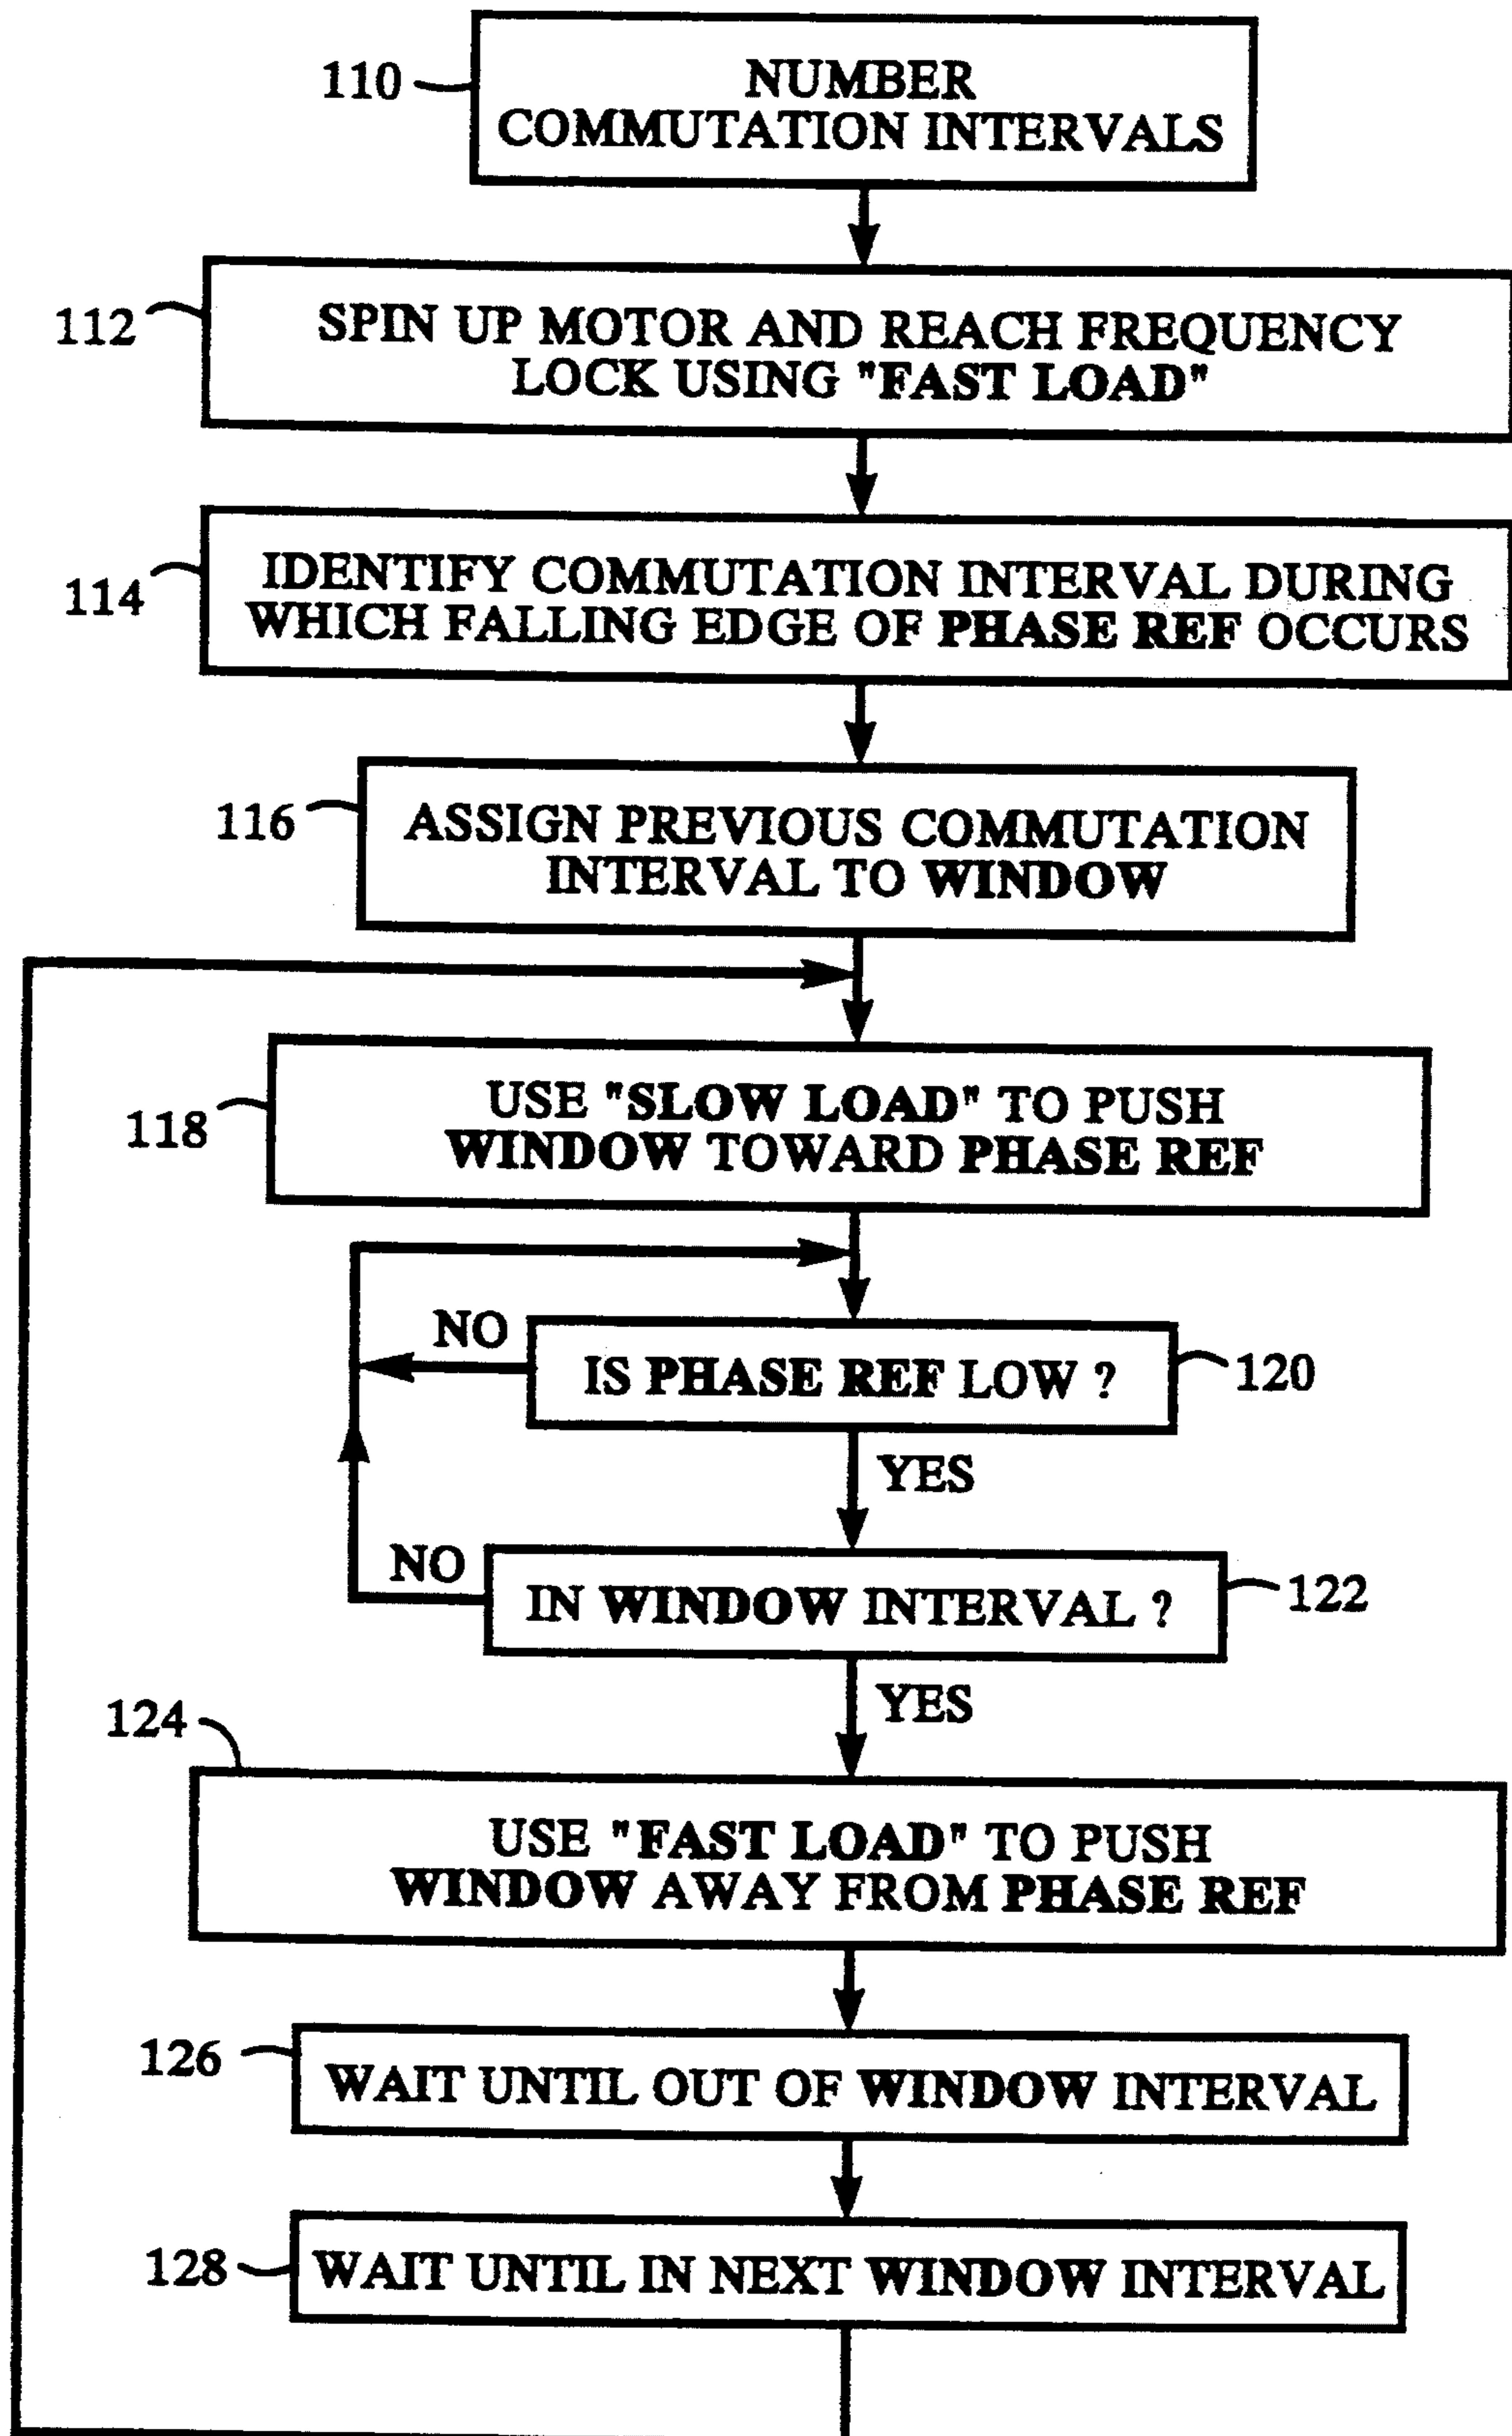 110
NUMBER
COMMUTATION INTERVALS
112
SPIN UP MOTOR AND REACH FREQUENCY
LOCK USING "FAST LOAD"
114
IDENTIFY COMMUTATION INTERVAL DURING
WHICH FALLING EDGE OF PHASE REF OCCURS
116
ASSIGN PREVIOUS COMMUTATION
INTERVAL TO WINDOW
118
USE "SLOW LOAD" TO PUSH
WINDOW TOWARD PHASE REF
NO
IS PHASE REF LOW ?
120
YES
NO
IN WINDOW INTERVAL ?
122
YES
124
USE "FAST LOAD" TO PUSH
WINDOW AWAY FROM PHASE REF
126
WAIT UNTIL OUT OF WINDOW INTERVAL
128
WAIT UNTIL IN NEXT WINDOW INTERVAL